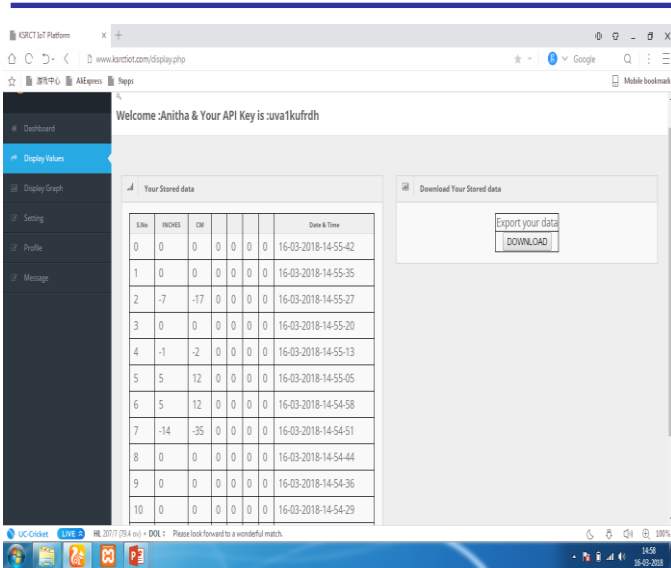 KSRCT IoT Platform X +
www.ksrctiot.com/display.php
Google
AliExpress 9apps
Mobile bookmark
Welcome :Anitha & Your API Key is :uva1kufrdh
Dashboard
Display Values
Display Graph
Setting
Profile
Message
Your Stored data
S.No INCHES CM Date & Time
0 0 0 0 0 0 0 16-03-2018-14-55-42
1 0 0 0 0 0 0 16-03-2018-14-55-35
2 -7 -17 0 0 0 0 16-03-2018-14-55-27
3 0 0 0 0 0 0 16-03-2018-14-55-20
4 -1 -2 0 0 0 0 16-03-2018-14-55-13
5 5 12 0 0 0 0 16-03-2018-14-55-05
6 5 12 0 0 0 0 16-03-2018-14-54-58
7 -14 -35 0 0 0 0 16-03-2018-14-54-51
8 0 0 0 0 0 0 16-03-2018-14-54-44
9 0 0 0 0 0 0 16-03-2018-14-54-36
10 0 0 0 0 0 0 16-03-2018-14-54-29
Download Your Stored data
Export your data
DOWNLOAD
UC-Cricket LIVE HL 207/7 (79.4 ov) • DOL : Please look forward to a wonderful match.
100%
14:58
16-03-2018